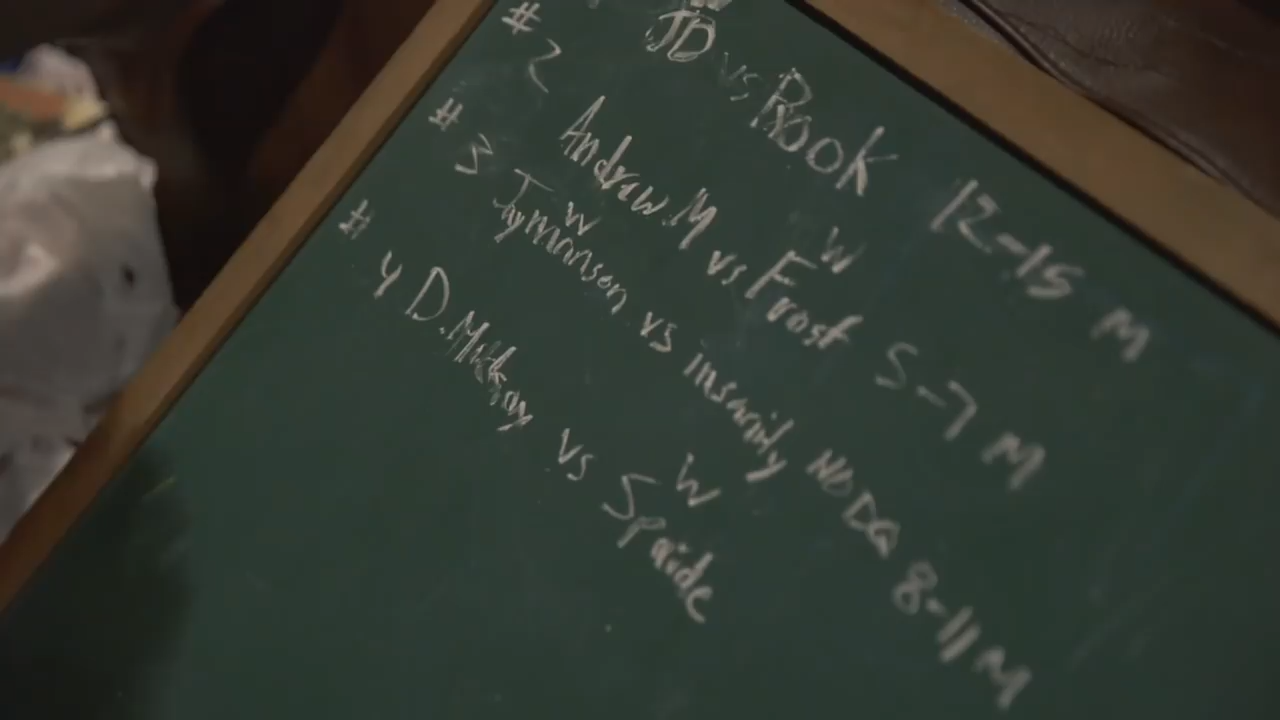 W
JD vs Rook 12-15 M
#2 Andrew.M vs Frost 5-7 M
W
#3 Jaymonson vs insanity NO DQ 8-11 M
W
#4 D. vs Spaide
W